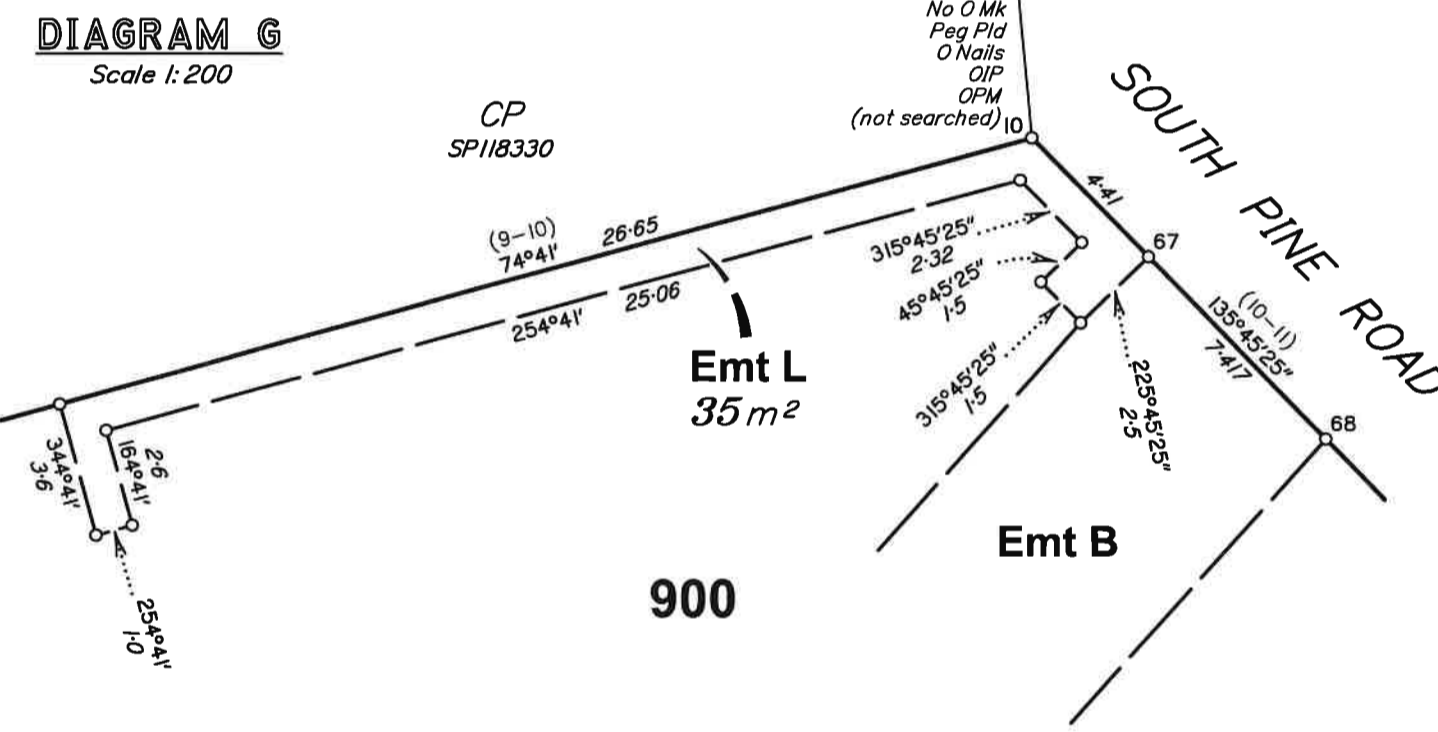 DIAGRAM G
Scale 1:200
No O Mk
Peg Pld
O Nails
OIP
OPM
(not searched)
10
CP
SP118330
SOUTH PINE ROAD
(9-10)
74°41'
26·65
4·41
67
254°41'
25·06
315°45'25"
2·32
45°45'25"
1·5
315°45'25"
1·5
225°45'25"
2·5
(10-11)
135°45'25"
7·417
68
Emt L
35 m²
344°41'
3·6
2·6
164°41'
254°41'
1·0
Emt B
900